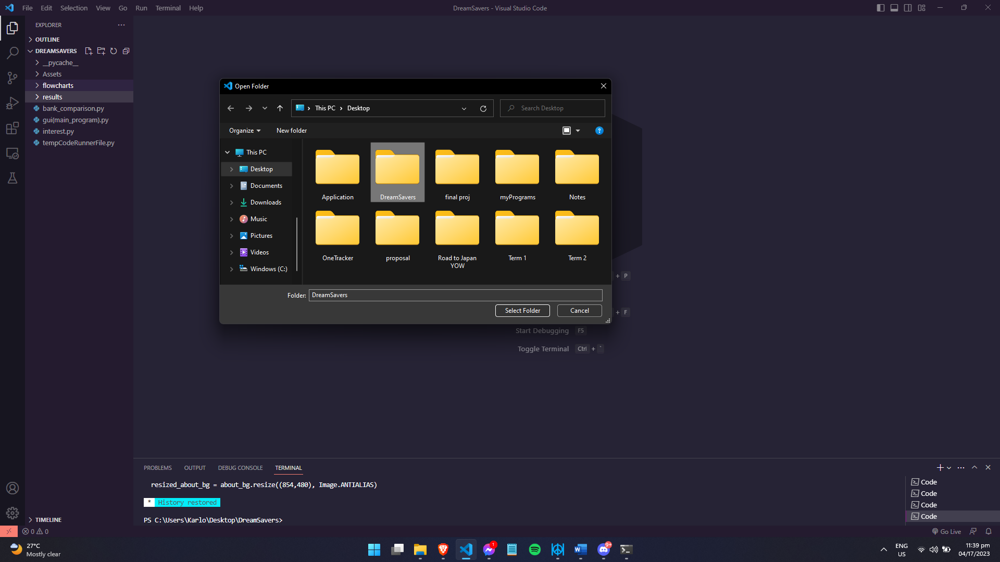 File Edit Selection View Go Run Terminal Help
DreamSavers - Visual Studio Code
EXPLORER
OUTLINE
DREAMSAVERS
__pycache__
Assets
flowcharts
results
bank_comparison.py
gui(main_program).py
interest.py
tempCodeRunnerFile.py
TIMELINE
Open Folder
This PC > Desktop
Search Desktop
Organize
New folder
This PC
Desktop
Documents
Downloads
Music
Pictures
Videos
Windows (C:)
Application
DreamSavers
final proj
myPrograms
Notes
OneTracker
proposal
Road to Japan
YOW
Term 1
Term 2
Folder: DreamSavers
Select Folder
Cancel
+ P
+ F
Start Debugging F5
Toggle Terminal Ctrl + `
PROBLEMS OUTPUT DEBUG CONSOLE TERMINAL
resized_about_bg = about_bg.resize((854,480), Image.ANTIALIAS)
* History restored
PS C:\Users\Karlo\Desktop\DreamSavers>
Code
Code
Code
Code
0 0
Go Live
27°C
Mostly clear
1
9+
ENG
US
11:39 pm
04/17/2023